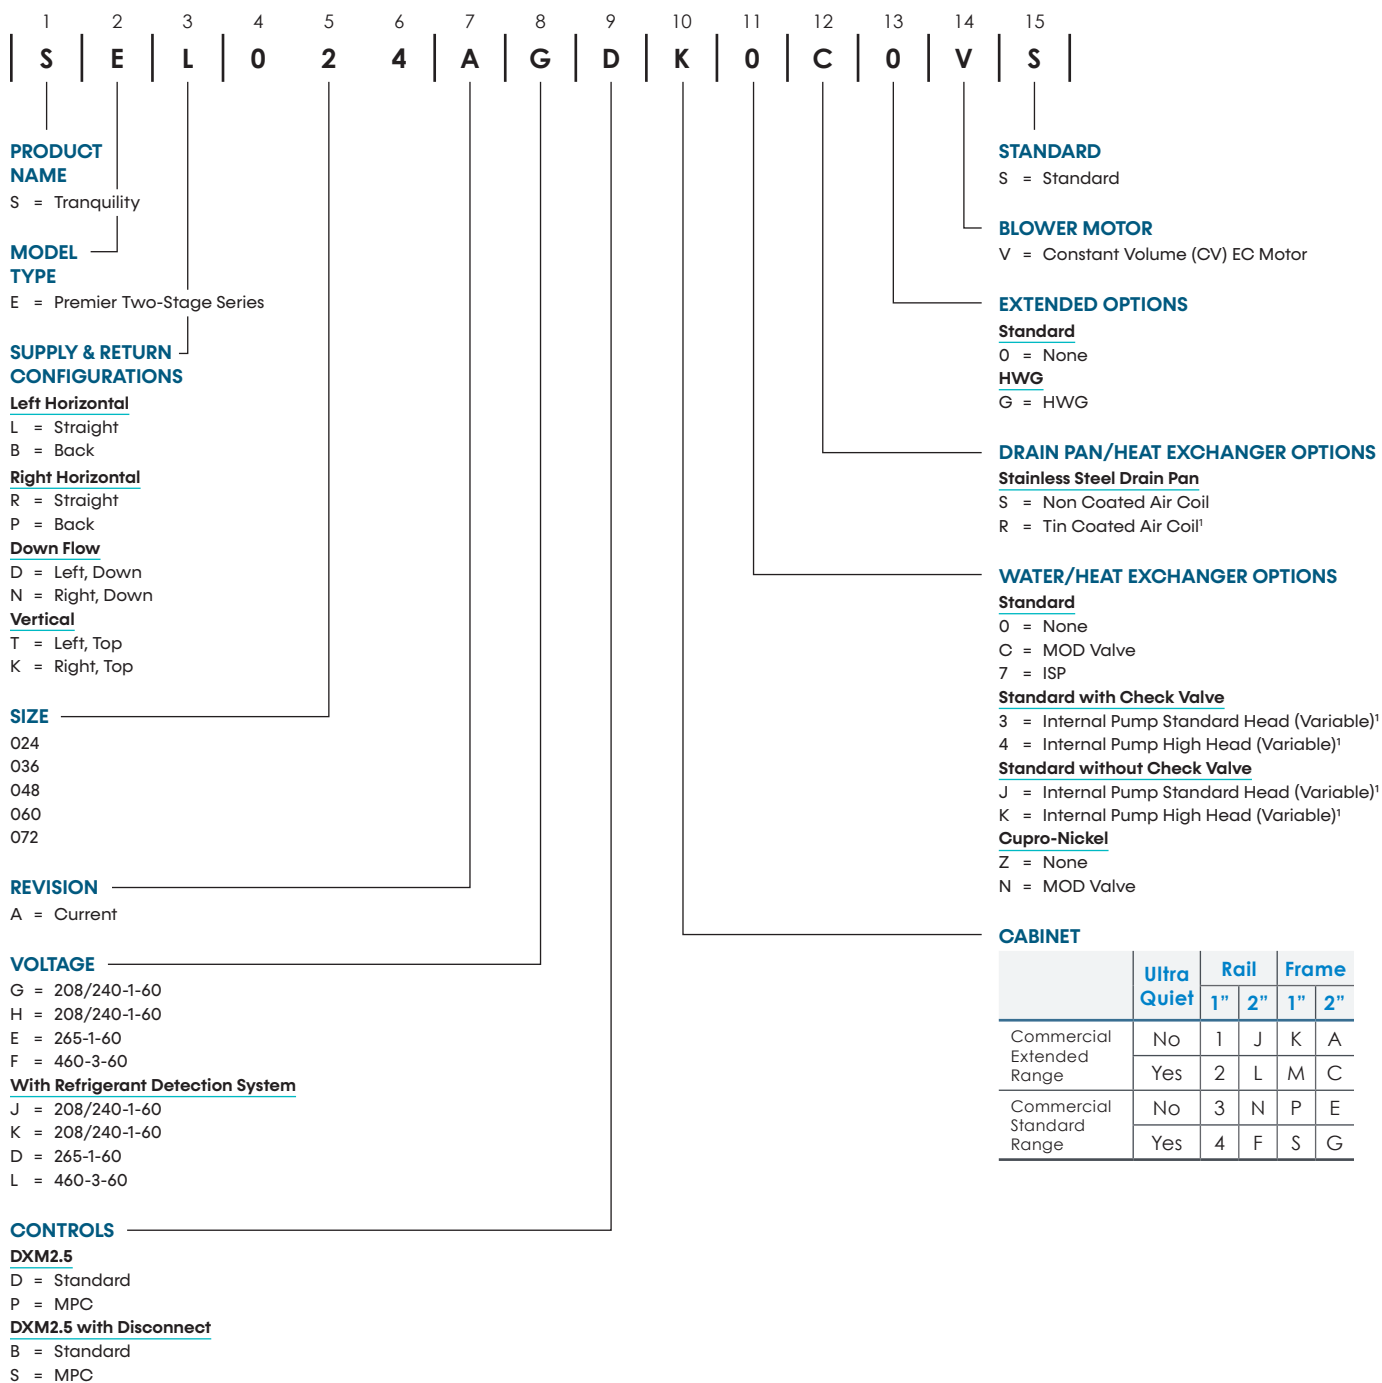 1 2 3 4 5 6 7 8 9 10 11 12 13 14 15
S E L 0 2 4 A G D K 0 C 0 V S
PRODUCT
NAME
S = Tranquility
MODEL
TYPE
E = Premier Two-Stage Series
SUPPLY & RETURN
CONFIGURATIONS
Left Horizontal
L = Straight
B = Back
Right Horizontal
R = Straight
P = Back
Down Flow
D = Left, Down
N = Right, Down
Vertical
T = Left, Top
K = Right, Top
SIZE
024
036
048
060
072
REVISION
A = Current
VOLTAGE
G = 208/240-1-60
H = 208/240-1-60
E = 265-1-60
F = 460-3-60
With Refrigerant Detection System
J = 208/240-1-60
K = 208/240-1-60
D = 265-1-60
L = 460-3-60
CONTROLS
DXM2.5
D = Standard
P = MPC
DXM2.5 with Disconnect
B = Standard
S = MPC
STANDARD
S = Standard
BLOWER MOTOR
V = Constant Volume (CV) EC Motor
EXTENDED OPTIONS
Standard
0 = None
HWG
G = HWG
DRAIN PAN/HEAT EXCHANGER OPTIONS
Stainless Steel Drain Pan
S = Non Coated Air Coil
R = Tin Coated Air Coil¹
WATER/HEAT EXCHANGER OPTIONS
Standard
0 = None
C = MOD Valve
7 = ISP
Standard with Check Valve
3 = Internal Pump Standard Head (Variable)¹
4 = Internal Pump High Head (Variable)¹
Standard without Check Valve
J = Internal Pump Standard Head (Variable)¹
K = Internal Pump High Head (Variable)¹
Cupro-Nickel
Z = None
N = MOD Valve
CABINET
Ultra Quiet Rail Frame
1” 2” 1” 2”
Commercial Extended Range No 1 J K A
Yes 2 L M C
Commercial Standard Range No 3 N P E
Yes 4 F S G